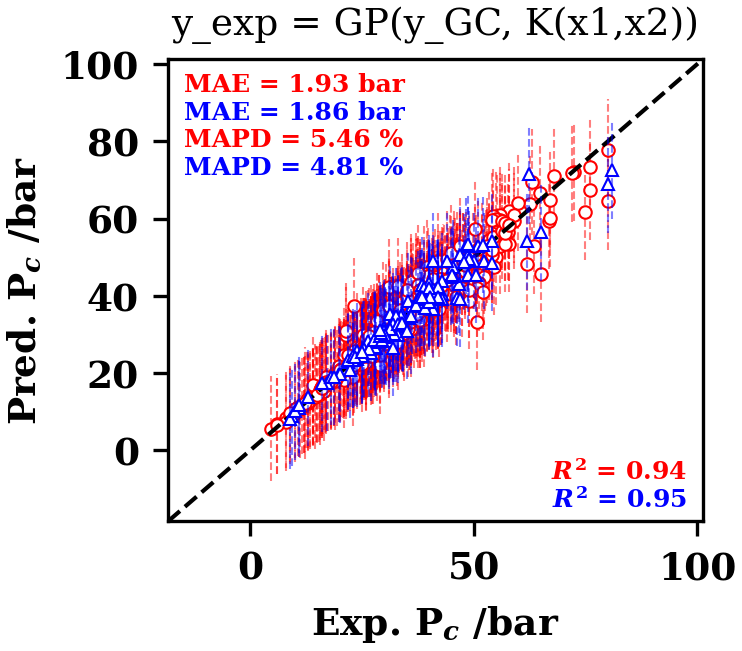 y_exp = GP(y_GC, K(x1,x2))
100
80
60
40
20
0
Pred. P_c /bar
MAE = 1.93 bar
MAE = 1.86 bar
MAPD = 5.46 %
MAPD = 4.81 %
R² = 0.94
R² = 0.95
0
50
100
Exp. P_c /bar